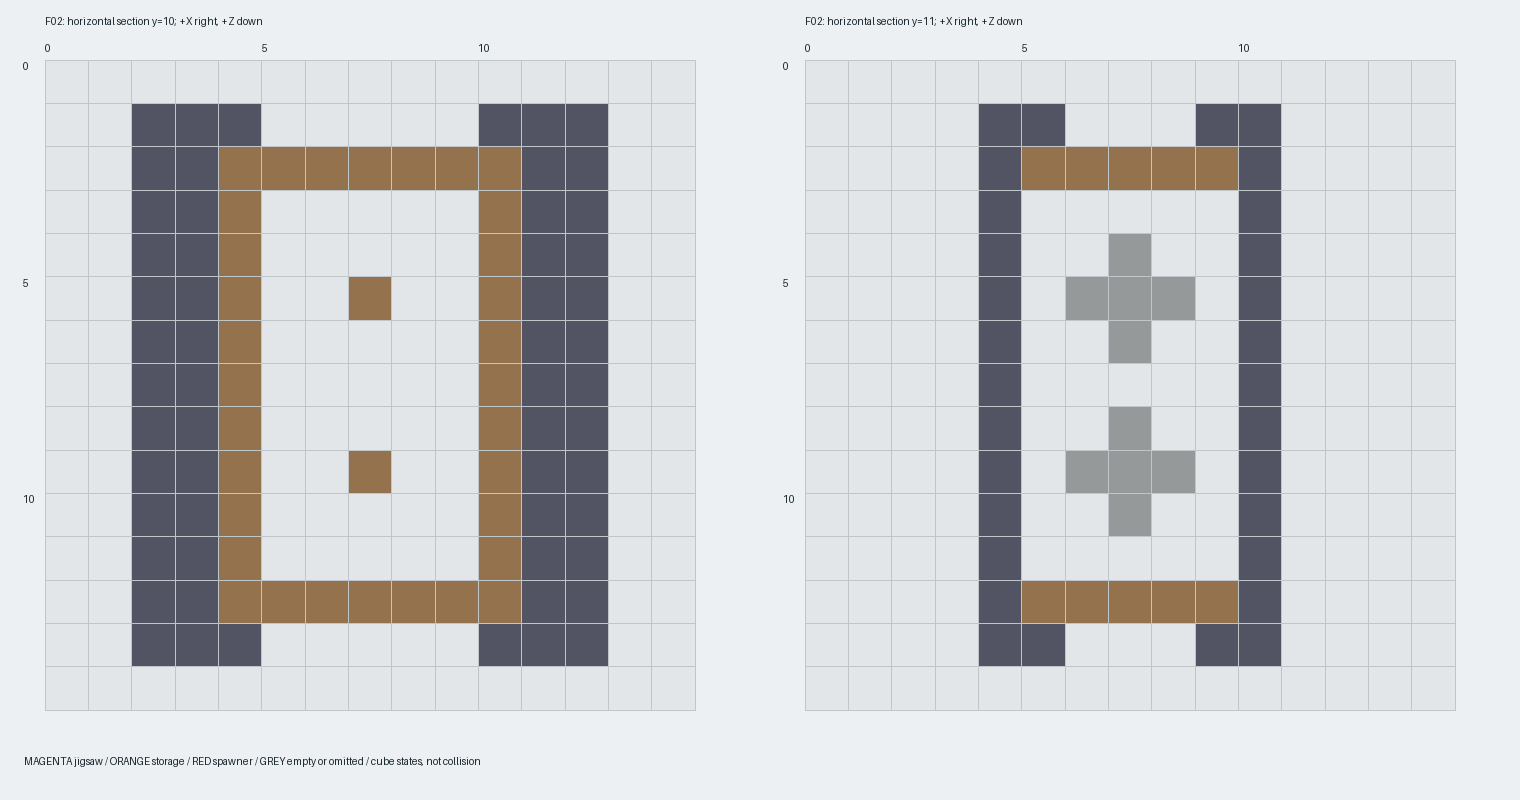 F02: horizontal section y=10; +X right, +Z down
F02: horizontal section y=11; +X right, +Z down
0 5 10
0 5 10
0
0
5
5
10
10
MAGENTA jigsaw / ORANGE storage / RED spawner / GREY empty or omitted / cube states, not collision